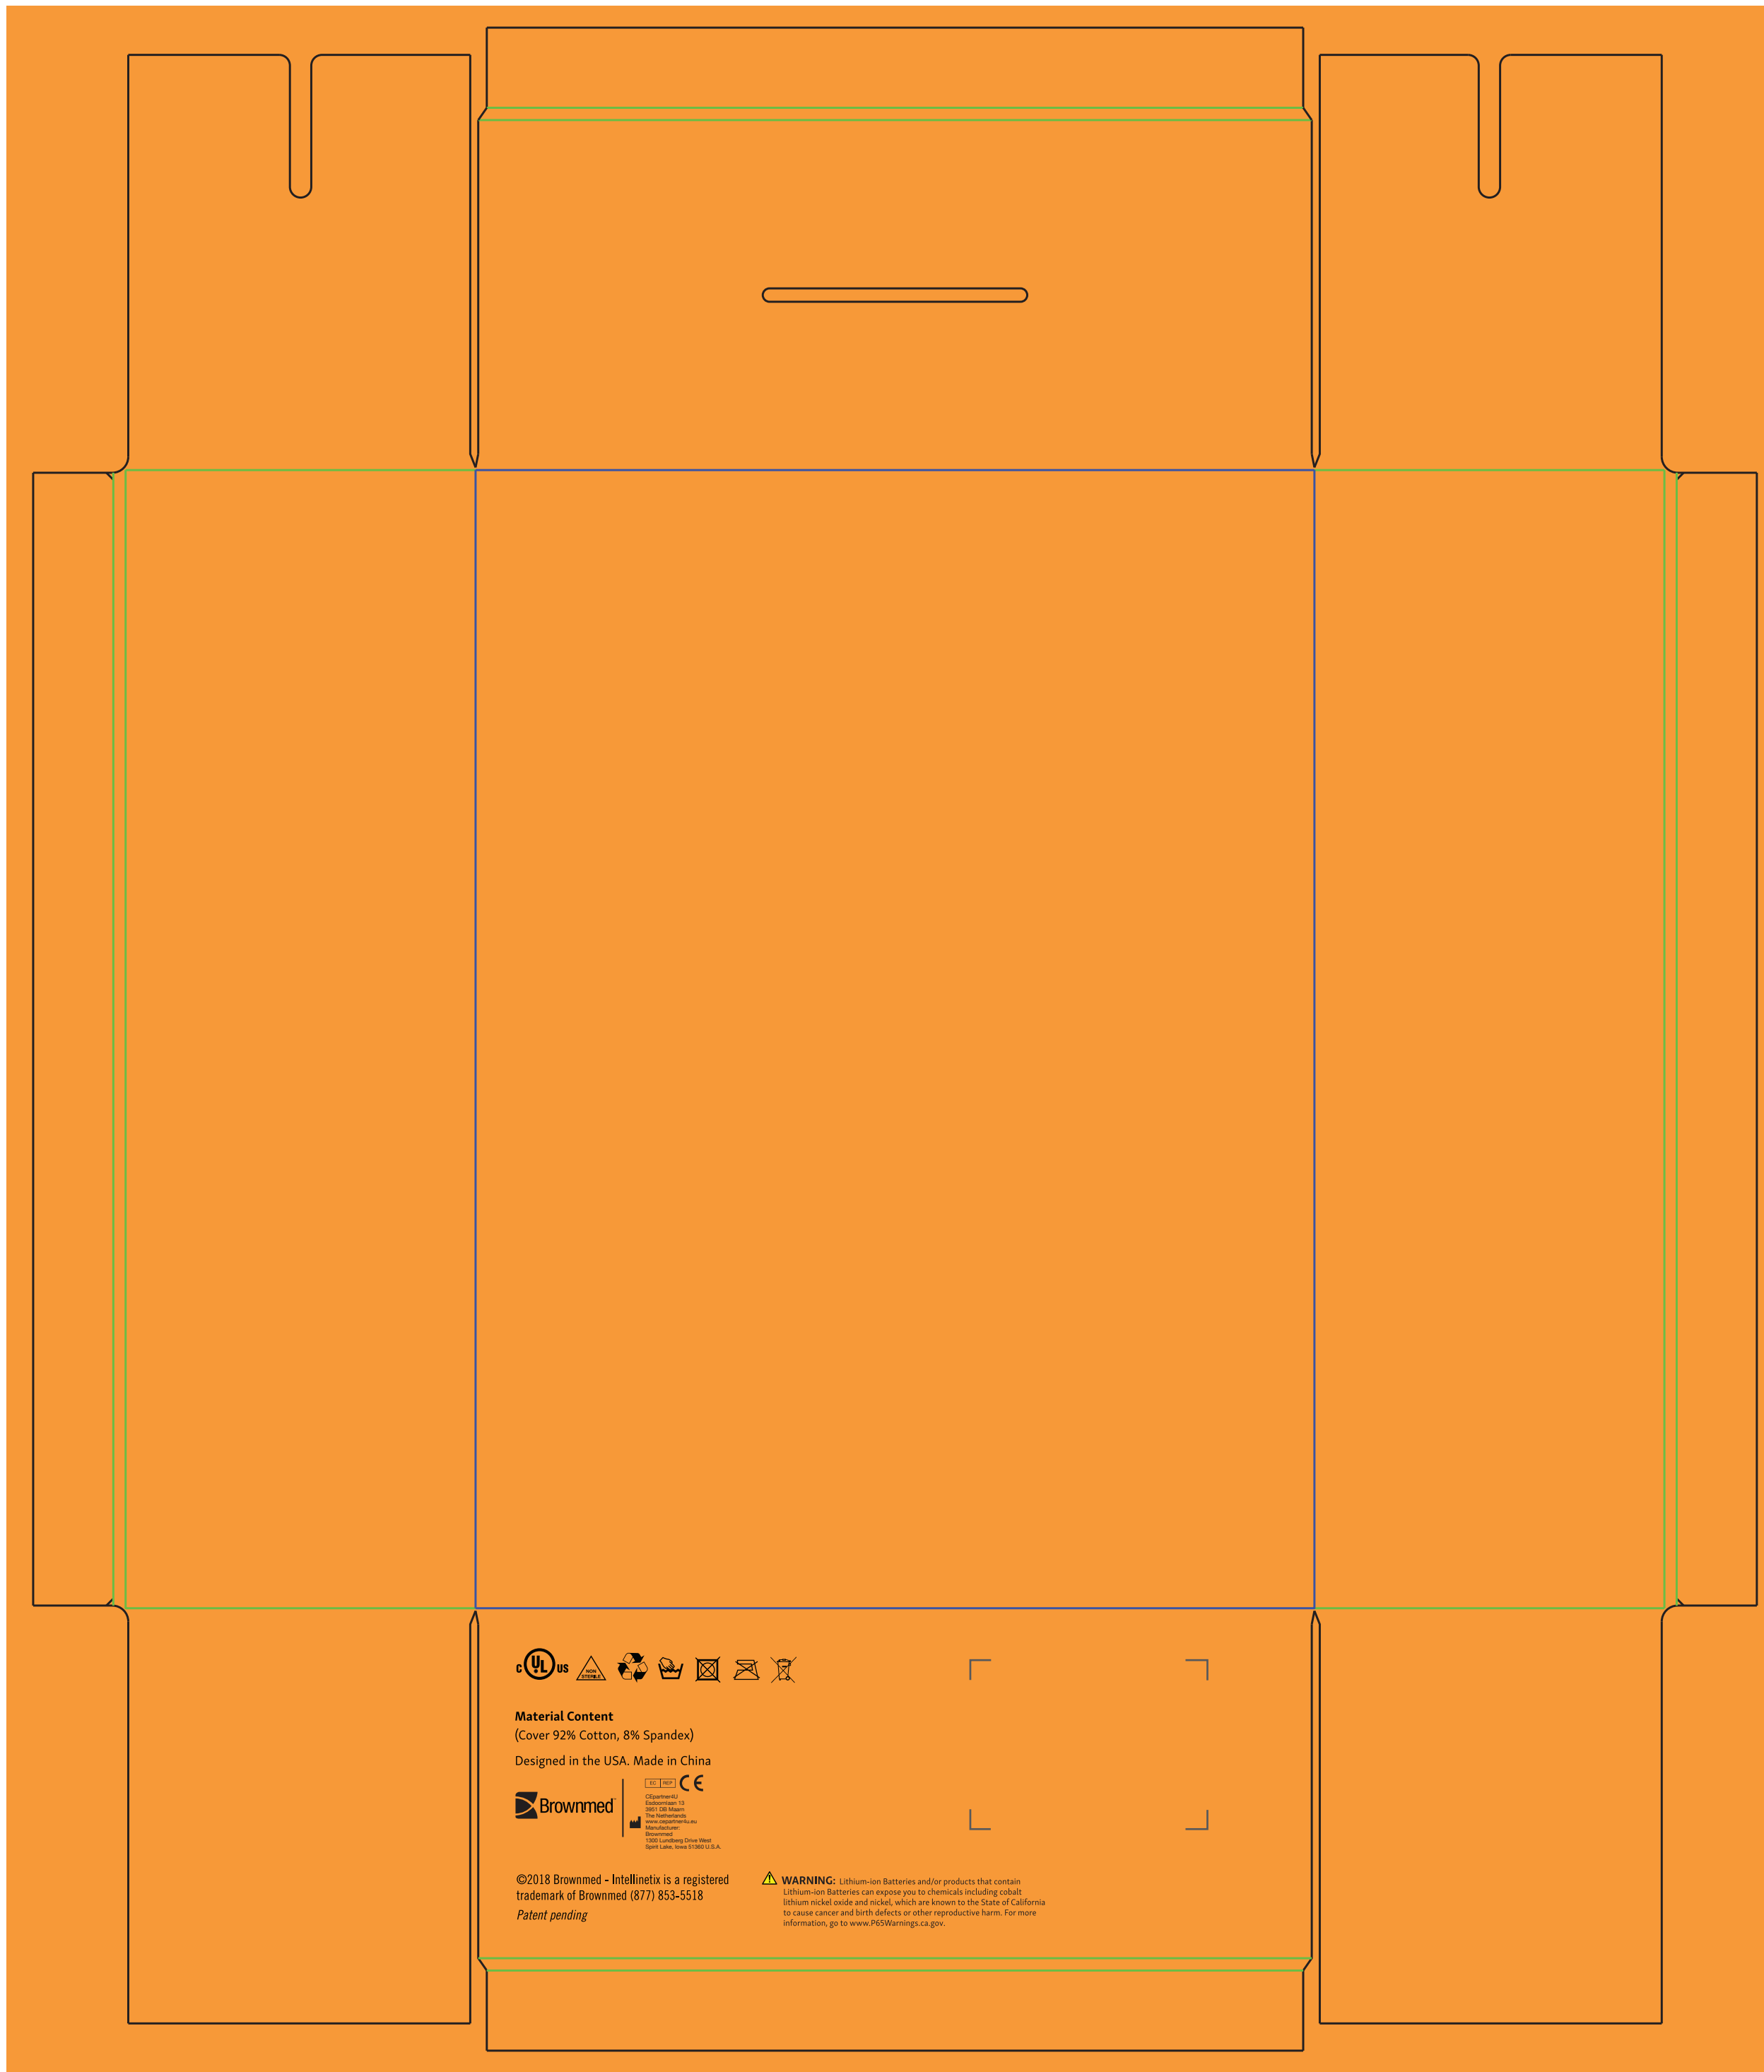 C UL US
NON
STERILE
Material Content
(Cover 92% Cotton, 8% Spandex)
Designed in the USA. Made in China
EC REP CE
Brownmed
CEpartner4U
Esdoornlaan 13
3951 DB Maarn
The Netherlands
www.cepartner4u.eu
Manufacturer:
Brownmed
1300 Lundberg Drive West
Spirit Lake, Iowa 51360 U.S.A.
©2018 Brownmed - Intellinetix is a registered
trademark of Brownmed (877) 853-5518
Patent pending
WARNING: Lithium-ion Batteries and/or products that contain
Lithium-ion Batteries can expose you to chemicals including cobalt
lithium nickel oxide and nickel, which are known to the State of California
to cause cancer and birth defects or other reproductive harm. For more
information, go to www.P65Warnings.ca.gov.